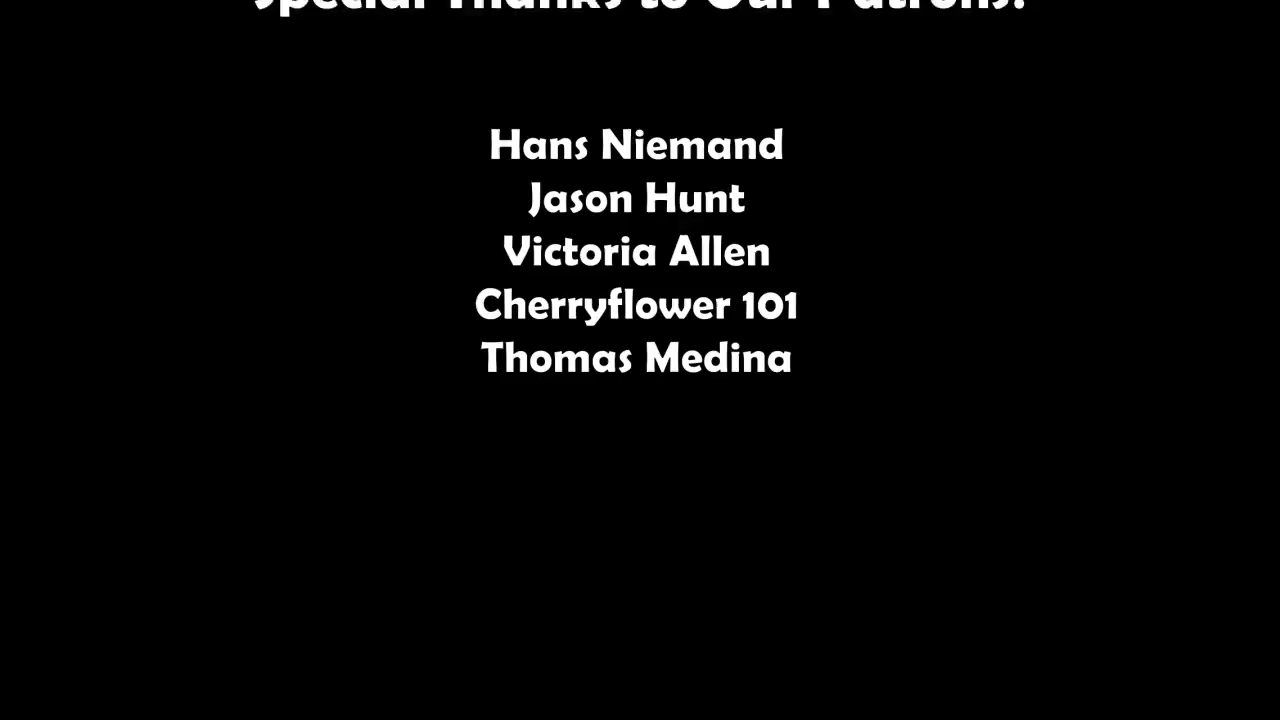 Special Thanks to Our Patrons!
Hans Niemand
Jason Hunt
Victoria Allen
Cherryflower 101
Thomas Medina